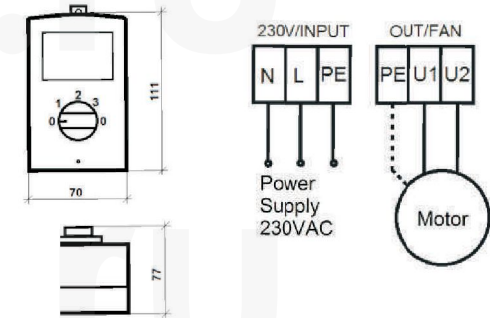 230V/INPUT OUT/FAN
N L PE PE U1 U2
Power
Supply
230VAC
Motor
1 2 3
0 0
111
70
77